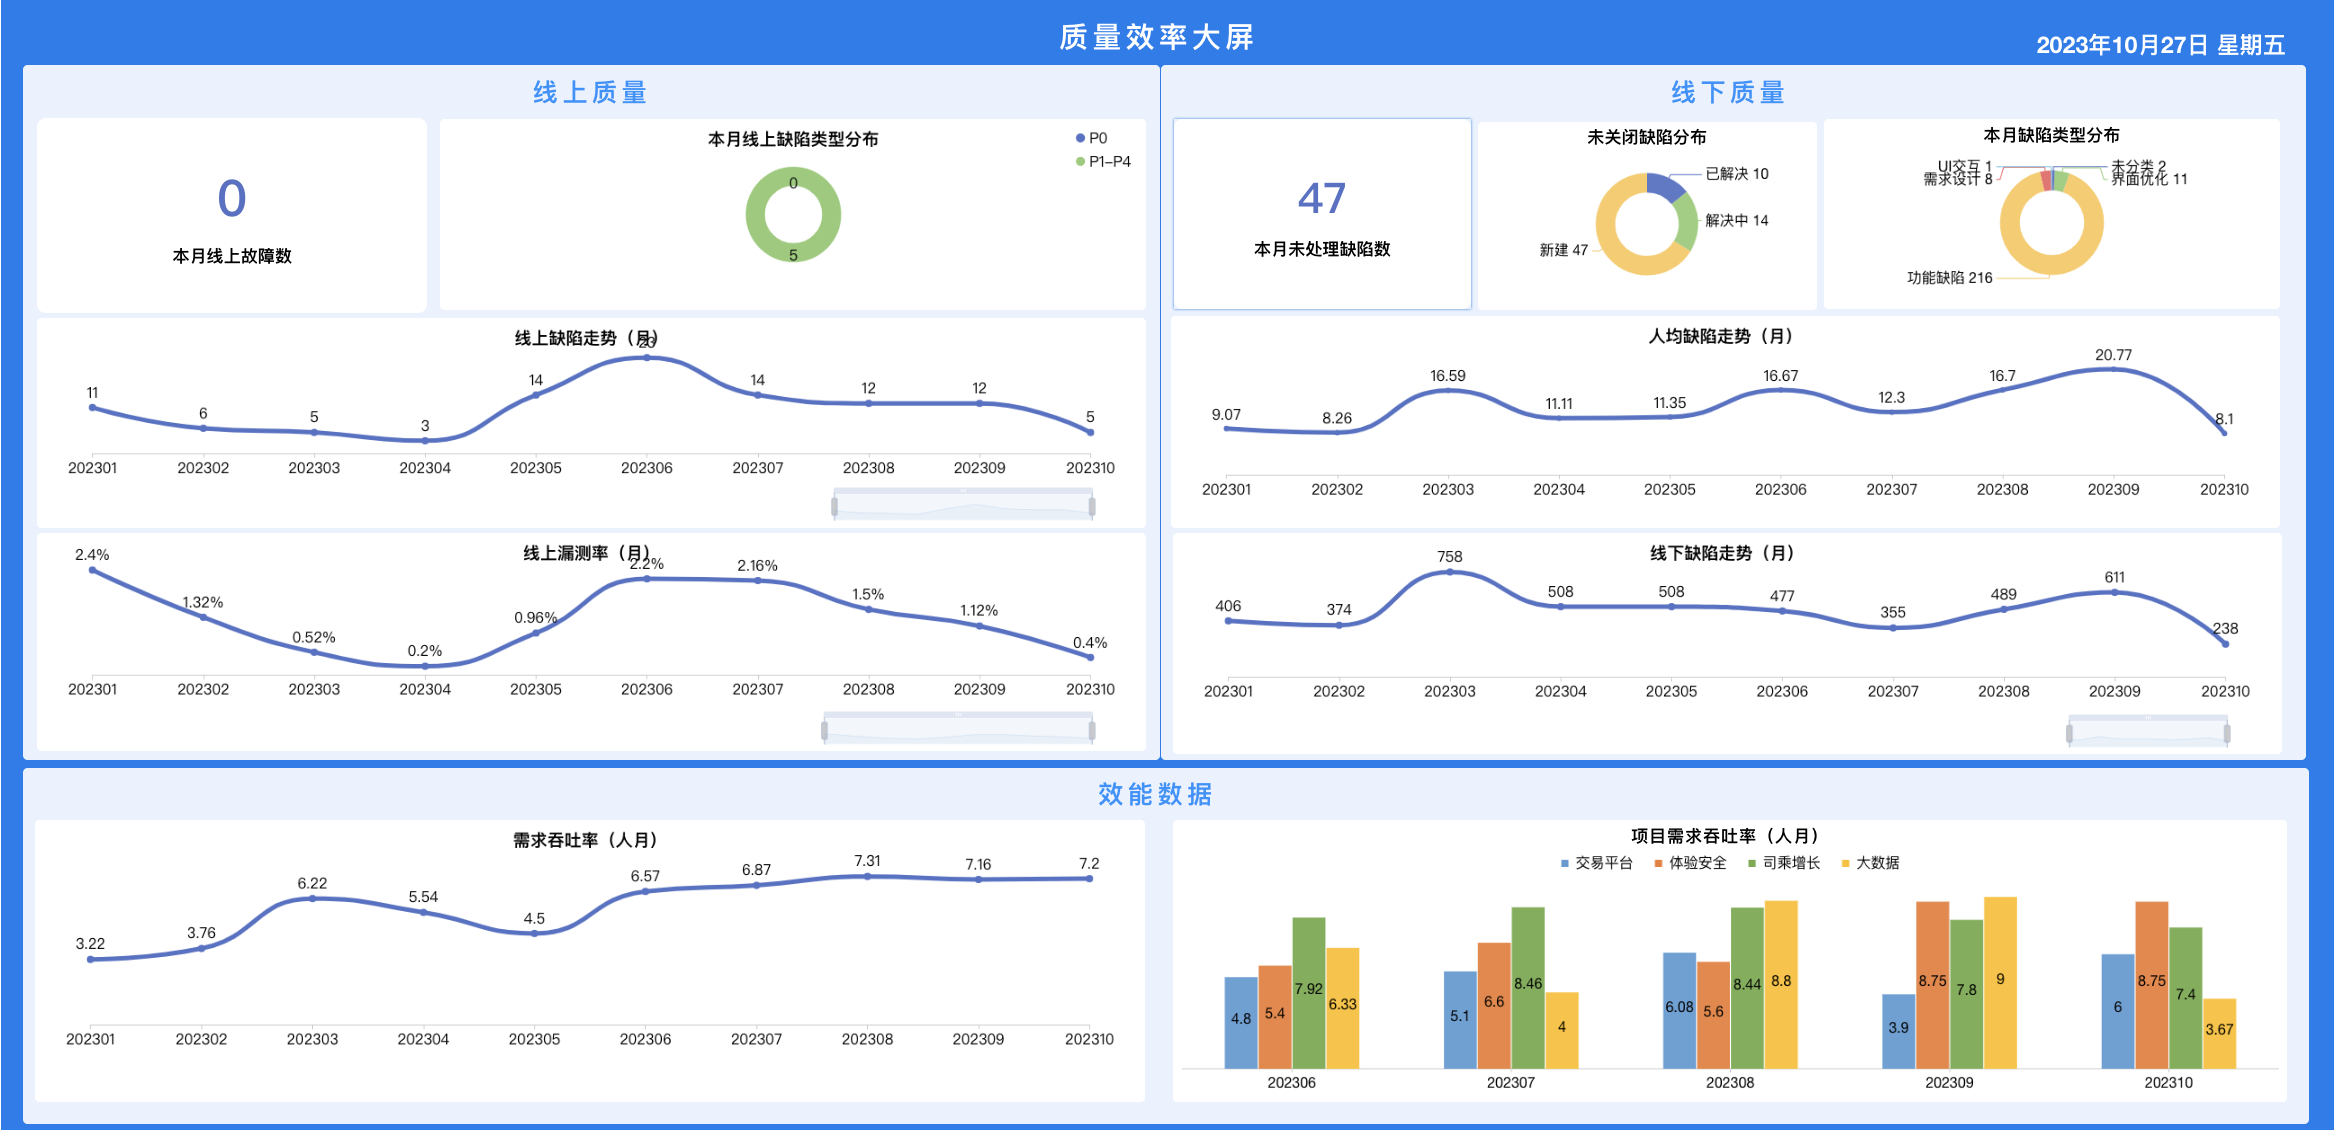 质量效率大屏
2023年10月27日 星期五
线上质量
0
本月线上故障数
本月线上缺陷类型分布
P0
P1-P4
0
5
线上缺陷走势（月）
11 6 5 3 14 14 12 12 5
202301 202302 202303 202304 202305 202306 202307 202308 202309 202310
线上漏测率（月）
2.4% 1.32% 0.52% 0.2% 0.96% 2.2% 2.16% 1.5% 1.12% 0.4%
202301 202302 202303 202304 202305 202306 202307 202308 202309 202310
线下质量
47
本月未处理缺陷数
未关闭缺陷分布
已解决 10
解决中 14
新建 47
本月缺陷类型分布
UI交互 1
未分类 2
需求设计 8
界面优化 11
功能缺陷 216
人均缺陷走势（月）
9.07 8.26 16.59 11.11 11.35 16.67 12.3 16.7 20.77 8.1
202301 202302 202303 202304 202305 202306 202307 202308 202309 202310
线下缺陷走势（月）
406 374 758 508 508 477 355 489 611 238
202301 202302 202303 202304 202305 202306 202307 202308 202309 202310
效能数据
需求吞吐率（人月）
3.22 3.76 6.22 5.54 4.5 6.57 6.87 7.31 7.16 7.2
202301 202302 202303 202304 202305 202306 202307 202308 202309 202310
项目需求吞吐率（人月）
交易平台 体验安全 司乘增长 大数据
4.8 5.4 7.92 6.33 5.1 6.6 8.46 4 6.08 5.6 8.44 8.8 3.9 8.75 7.8 9 6 8.75 7.4 3.67
202306 202307 202308 202309 202310